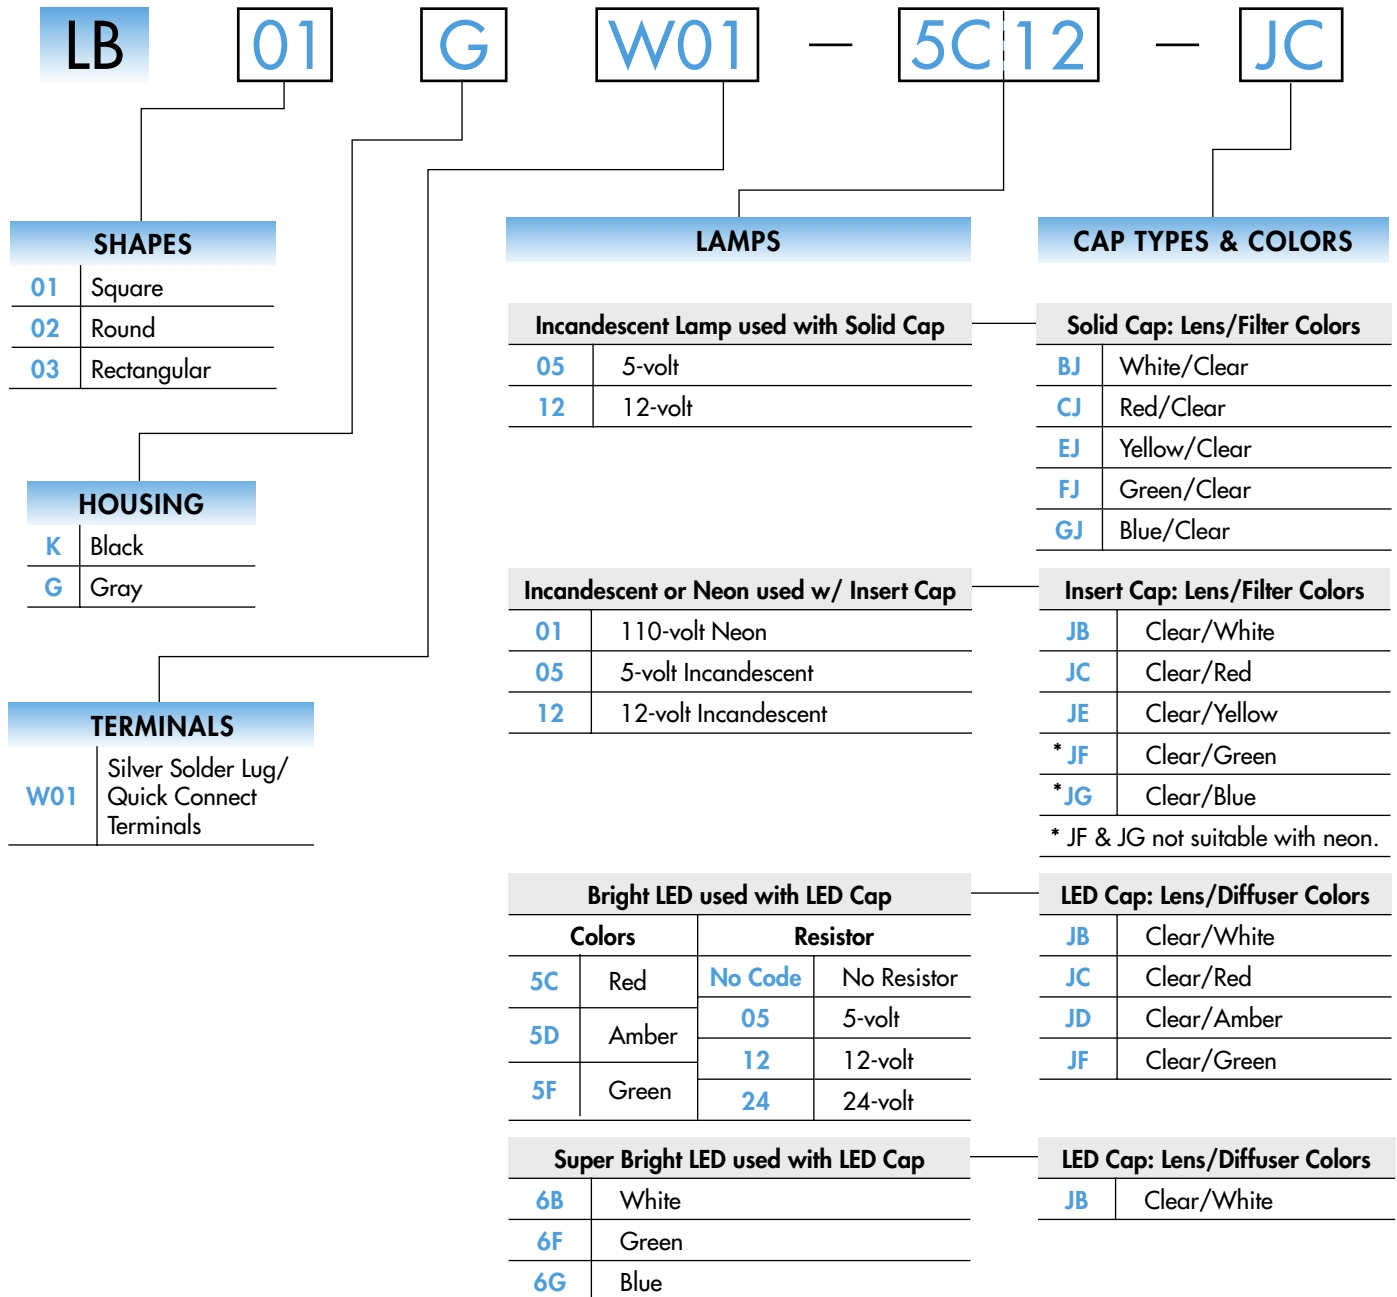 LB 01 G W01 — 5C 12 — JC
SHAPES
01 Square
02 Round
03 Rectangular
HOUSING
K Black
G Gray
TERMINALS
W01 Silver Solder Lug/
Quick Connect
Terminals
LAMPS
Incandescent Lamp used with Solid Cap
05 5-volt
12 12-volt
Incandescent or Neon used w/ Insert Cap
01 110-volt Neon
05 5-volt Incandescent
12 12-volt Incandescent
Bright LED used with LED Cap
Colors
5C Red
5D Amber
5F Green
Resistor
No Code No Resistor
05 5-volt
12 12-volt
24 24-volt
Super Bright LED used with LED Cap
6B White
6F Green
6G Blue
CAP TYPES & COLORS
Solid Cap: Lens/Filter Colors
BJ White/Clear
CJ Red/Clear
EJ Yellow/Clear
FJ Green/Clear
GJ Blue/Clear
Insert Cap: Lens/Filter Colors
JB Clear/White
JC Clear/Red
JE Clear/Yellow
* JF Clear/Green
* JG Clear/Blue
* JF & JG not suitable with neon.
LED Cap: Lens/Diffuser Colors
JB Clear/White
JC Clear/Red
JD Clear/Amber
JF Clear/Green
LED Cap: Lens/Diffuser Colors
JB Clear/White